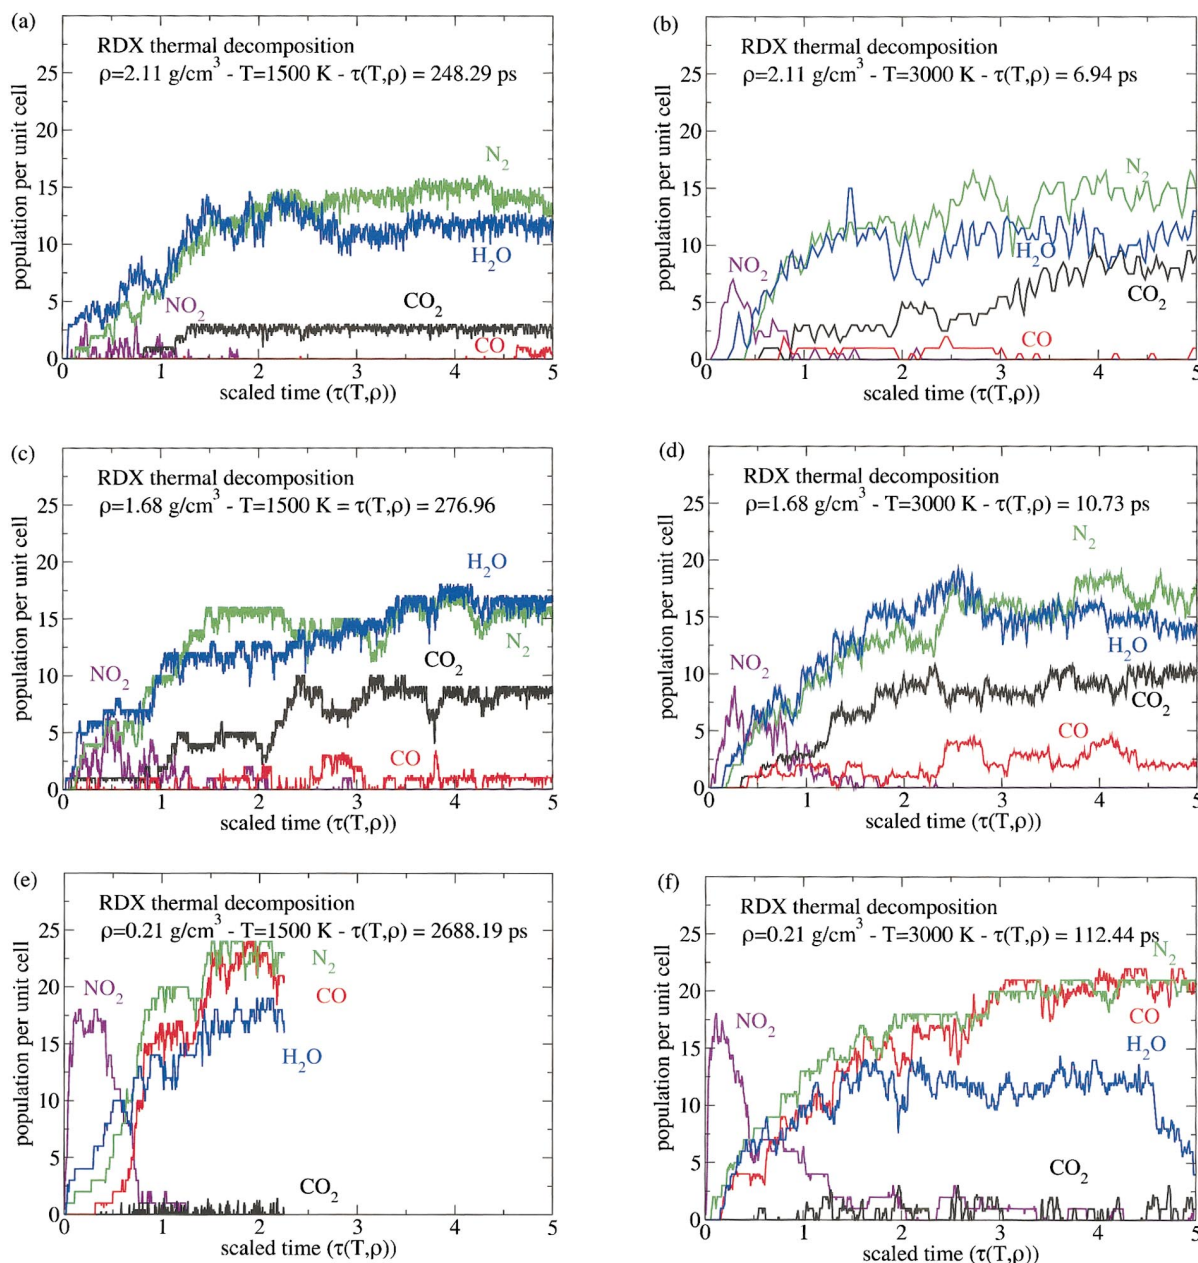 (a)
RDX thermal decomposition
ρ=2.11 g/cm³ - T=1500 K - τ(T,ρ) = 248.29 ps
population per unit cell
25
20
15
10
5
0
N₂
H₂O
NO₂
CO₂
CO
0 1 2 3 4 5
scaled time (τ(T,ρ))
(b)
RDX thermal decomposition
ρ=2.11 g/cm³ - T=3000 K - τ(T,ρ) = 6.94 ps
population per unit cell
25
20
15
10
5
0
N₂
H₂O
NO₂
CO₂
CO
0 1 2 3 4 5
scaled time (τ(T,ρ))
(c)
RDX thermal decomposition
ρ=1.68 g/cm³ - T=1500 K = τ(T,ρ) = 276.96
population per unit cell
25
20
15
10
5
0
H₂O
N₂
NO₂
CO₂
CO
0 1 2 3 4 5
scaled time (τ(T,ρ))
(d)
RDX thermal decomposition
ρ=1.68 g/cm³ - T=3000 K - τ(T,ρ) = 10.73 ps
population per unit cell
25
20
15
10
5
0
N₂
H₂O
NO₂
CO₂
CO
0 1 2 3 4 5
scaled time (τ(T,ρ))
(e)
RDX thermal decomposition
ρ=0.21 g/cm³ - T=1500 K - τ(T,ρ) = 2688.19 ps
population per unit cell
25
20
15
10
5
0
N₂
NO₂
CO
H₂O
CO₂
0 1 2 3 4 5
scaled time (τ(T,ρ))
(f)
RDX thermal decomposition
ρ=0.21 g/cm³ - T=3000 K - τ(T,ρ) = 112.44 ps
population per unit cell
25
20
15
10
5
0
N₂
NO₂
CO
H₂O
CO₂
0 1 2 3 4 5
scaled time (τ(T,ρ))